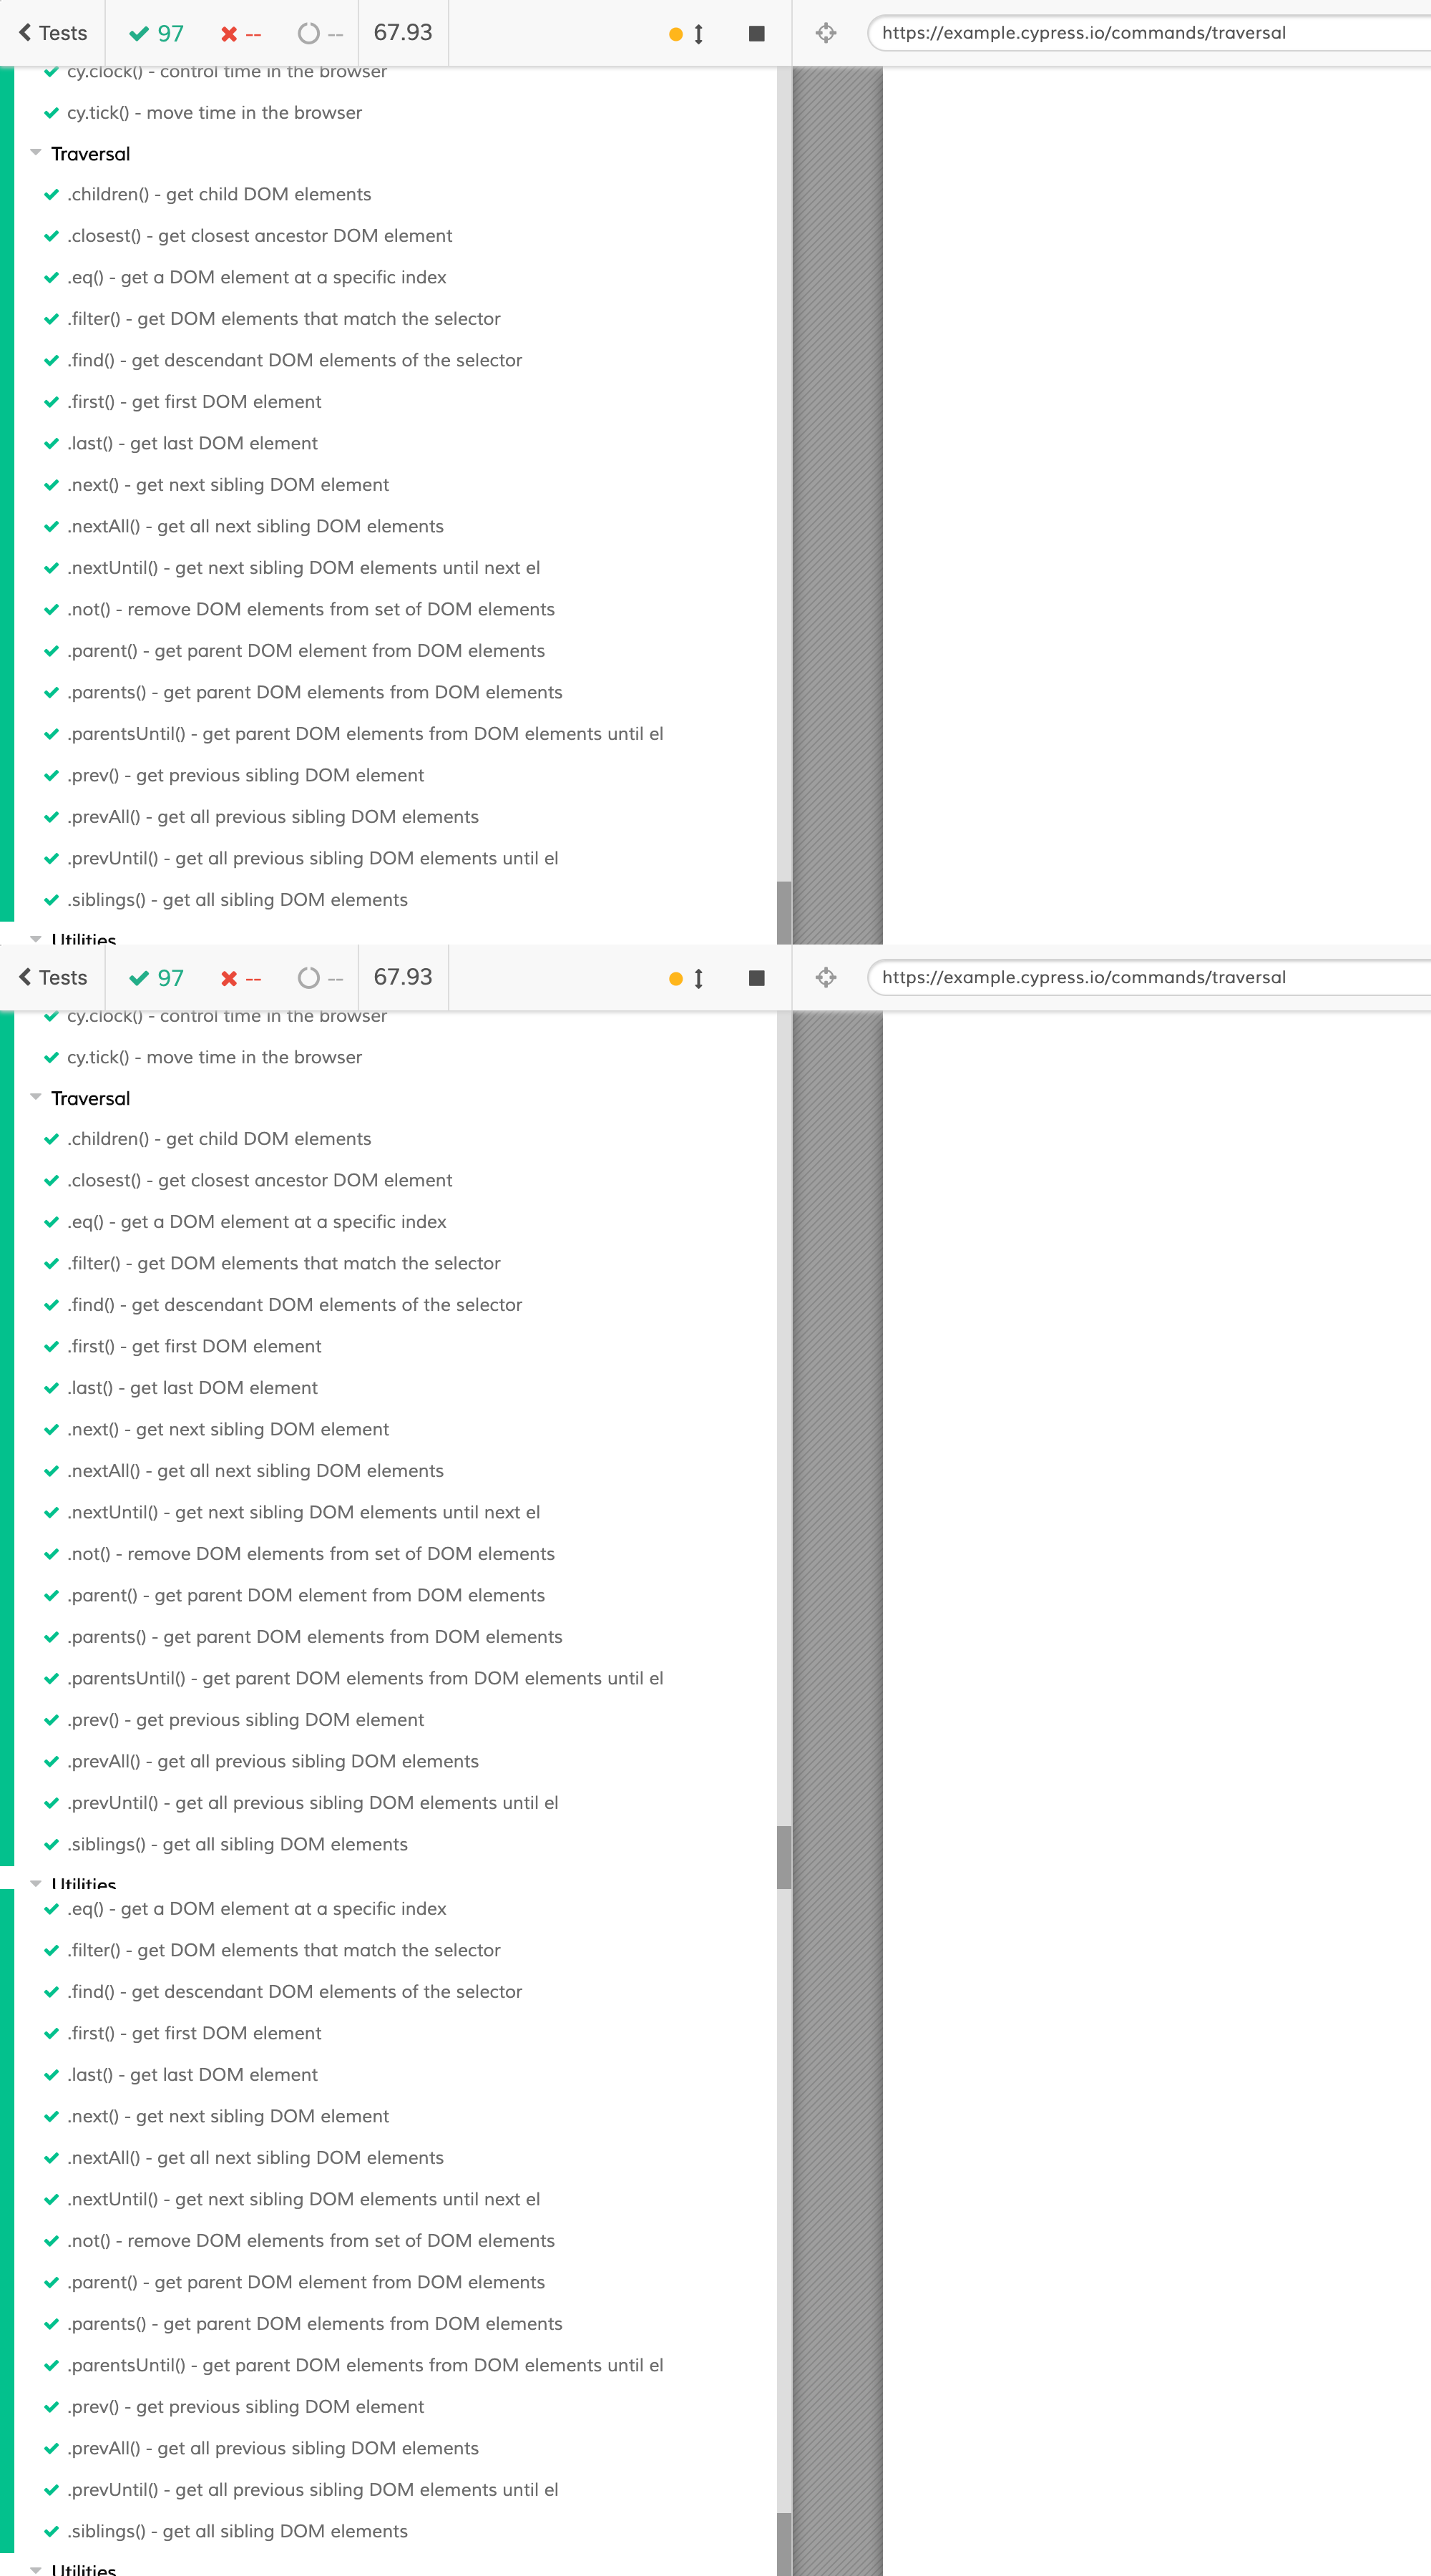 Tests 97 -- -- 67.93 https://example.cypress.io/commands/traversal
cy.clock() - control time in the browser
cy.tick() - move time in the browser
Traversal
.children() - get child DOM elements
.closest() - get closest ancestor DOM element
.eq() - get a DOM element at a specific index
.filter() - get DOM elements that match the selector
.find() - get descendant DOM elements of the selector
.first() - get first DOM element
.last() - get last DOM element
.next() - get next sibling DOM element
.nextAll() - get all next sibling DOM elements
.nextUntil() - get next sibling DOM elements until next el
.not() - remove DOM elements from set of DOM elements
.parent() - get parent DOM element from DOM elements
.parents() - get parent DOM elements from DOM elements
.parentsUntil() - get parent DOM elements from DOM elements until el
.prev() - get previous sibling DOM element
.prevAll() - get all previous sibling DOM elements
.prevUntil() - get all previous sibling DOM elements until el
.siblings() - get all sibling DOM elements
Utilities
Tests 97 -- -- 67.93 https://example.cypress.io/commands/traversal
cy.clock() - control time in the browser
cy.tick() - move time in the browser
Traversal
.children() - get child DOM elements
.closest() - get closest ancestor DOM element
.eq() - get a DOM element at a specific index
.filter() - get DOM elements that match the selector
.find() - get descendant DOM elements of the selector
.first() - get first DOM element
.last() - get last DOM element
.next() - get next sibling DOM element
.nextAll() - get all next sibling DOM elements
.nextUntil() - get next sibling DOM elements until next el
.not() - remove DOM elements from set of DOM elements
.parent() - get parent DOM element from DOM elements
.parents() - get parent DOM elements from DOM elements
.parentsUntil() - get parent DOM elements from DOM elements until el
.prev() - get previous sibling DOM element
.prevAll() - get all previous sibling DOM elements
.prevUntil() - get all previous sibling DOM elements until el
.siblings() - get all sibling DOM elements
Utilities
.eq() - get a DOM element at a specific index
.filter() - get DOM elements that match the selector
.find() - get descendant DOM elements of the selector
.first() - get first DOM element
.last() - get last DOM element
.next() - get next sibling DOM element
.nextAll() - get all next sibling DOM elements
.nextUntil() - get next sibling DOM elements until next el
.not() - remove DOM elements from set of DOM elements
.parent() - get parent DOM element from DOM elements
.parents() - get parent DOM elements from DOM elements
.parentsUntil() - get parent DOM elements from DOM elements until el
.prev() - get previous sibling DOM element
.prevAll() - get all previous sibling DOM elements
.prevUntil() - get all previous sibling DOM elements until el
.siblings() - get all sibling DOM elements
Utilities